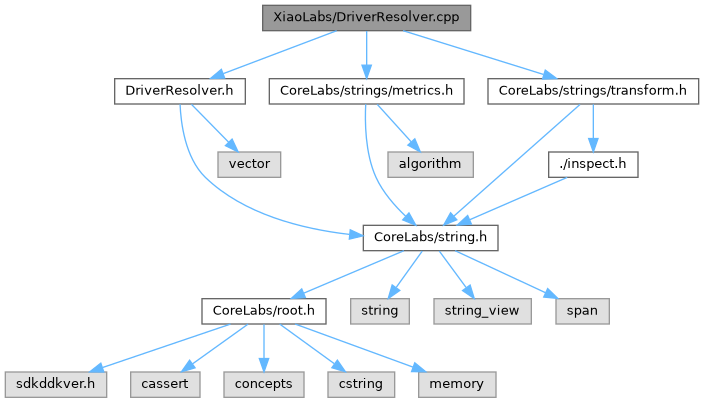 XiaoLabs/DriverResolver.cpp
DriverResolver.h
CoreLabs/strings/metrics.h
CoreLabs/strings/transform.h
vector
algorithm
./inspect.h
CoreLabs/string.h
CoreLabs/root.h
string
string_view
span
sdkddkver.h
cassert
concepts
cstring
memory